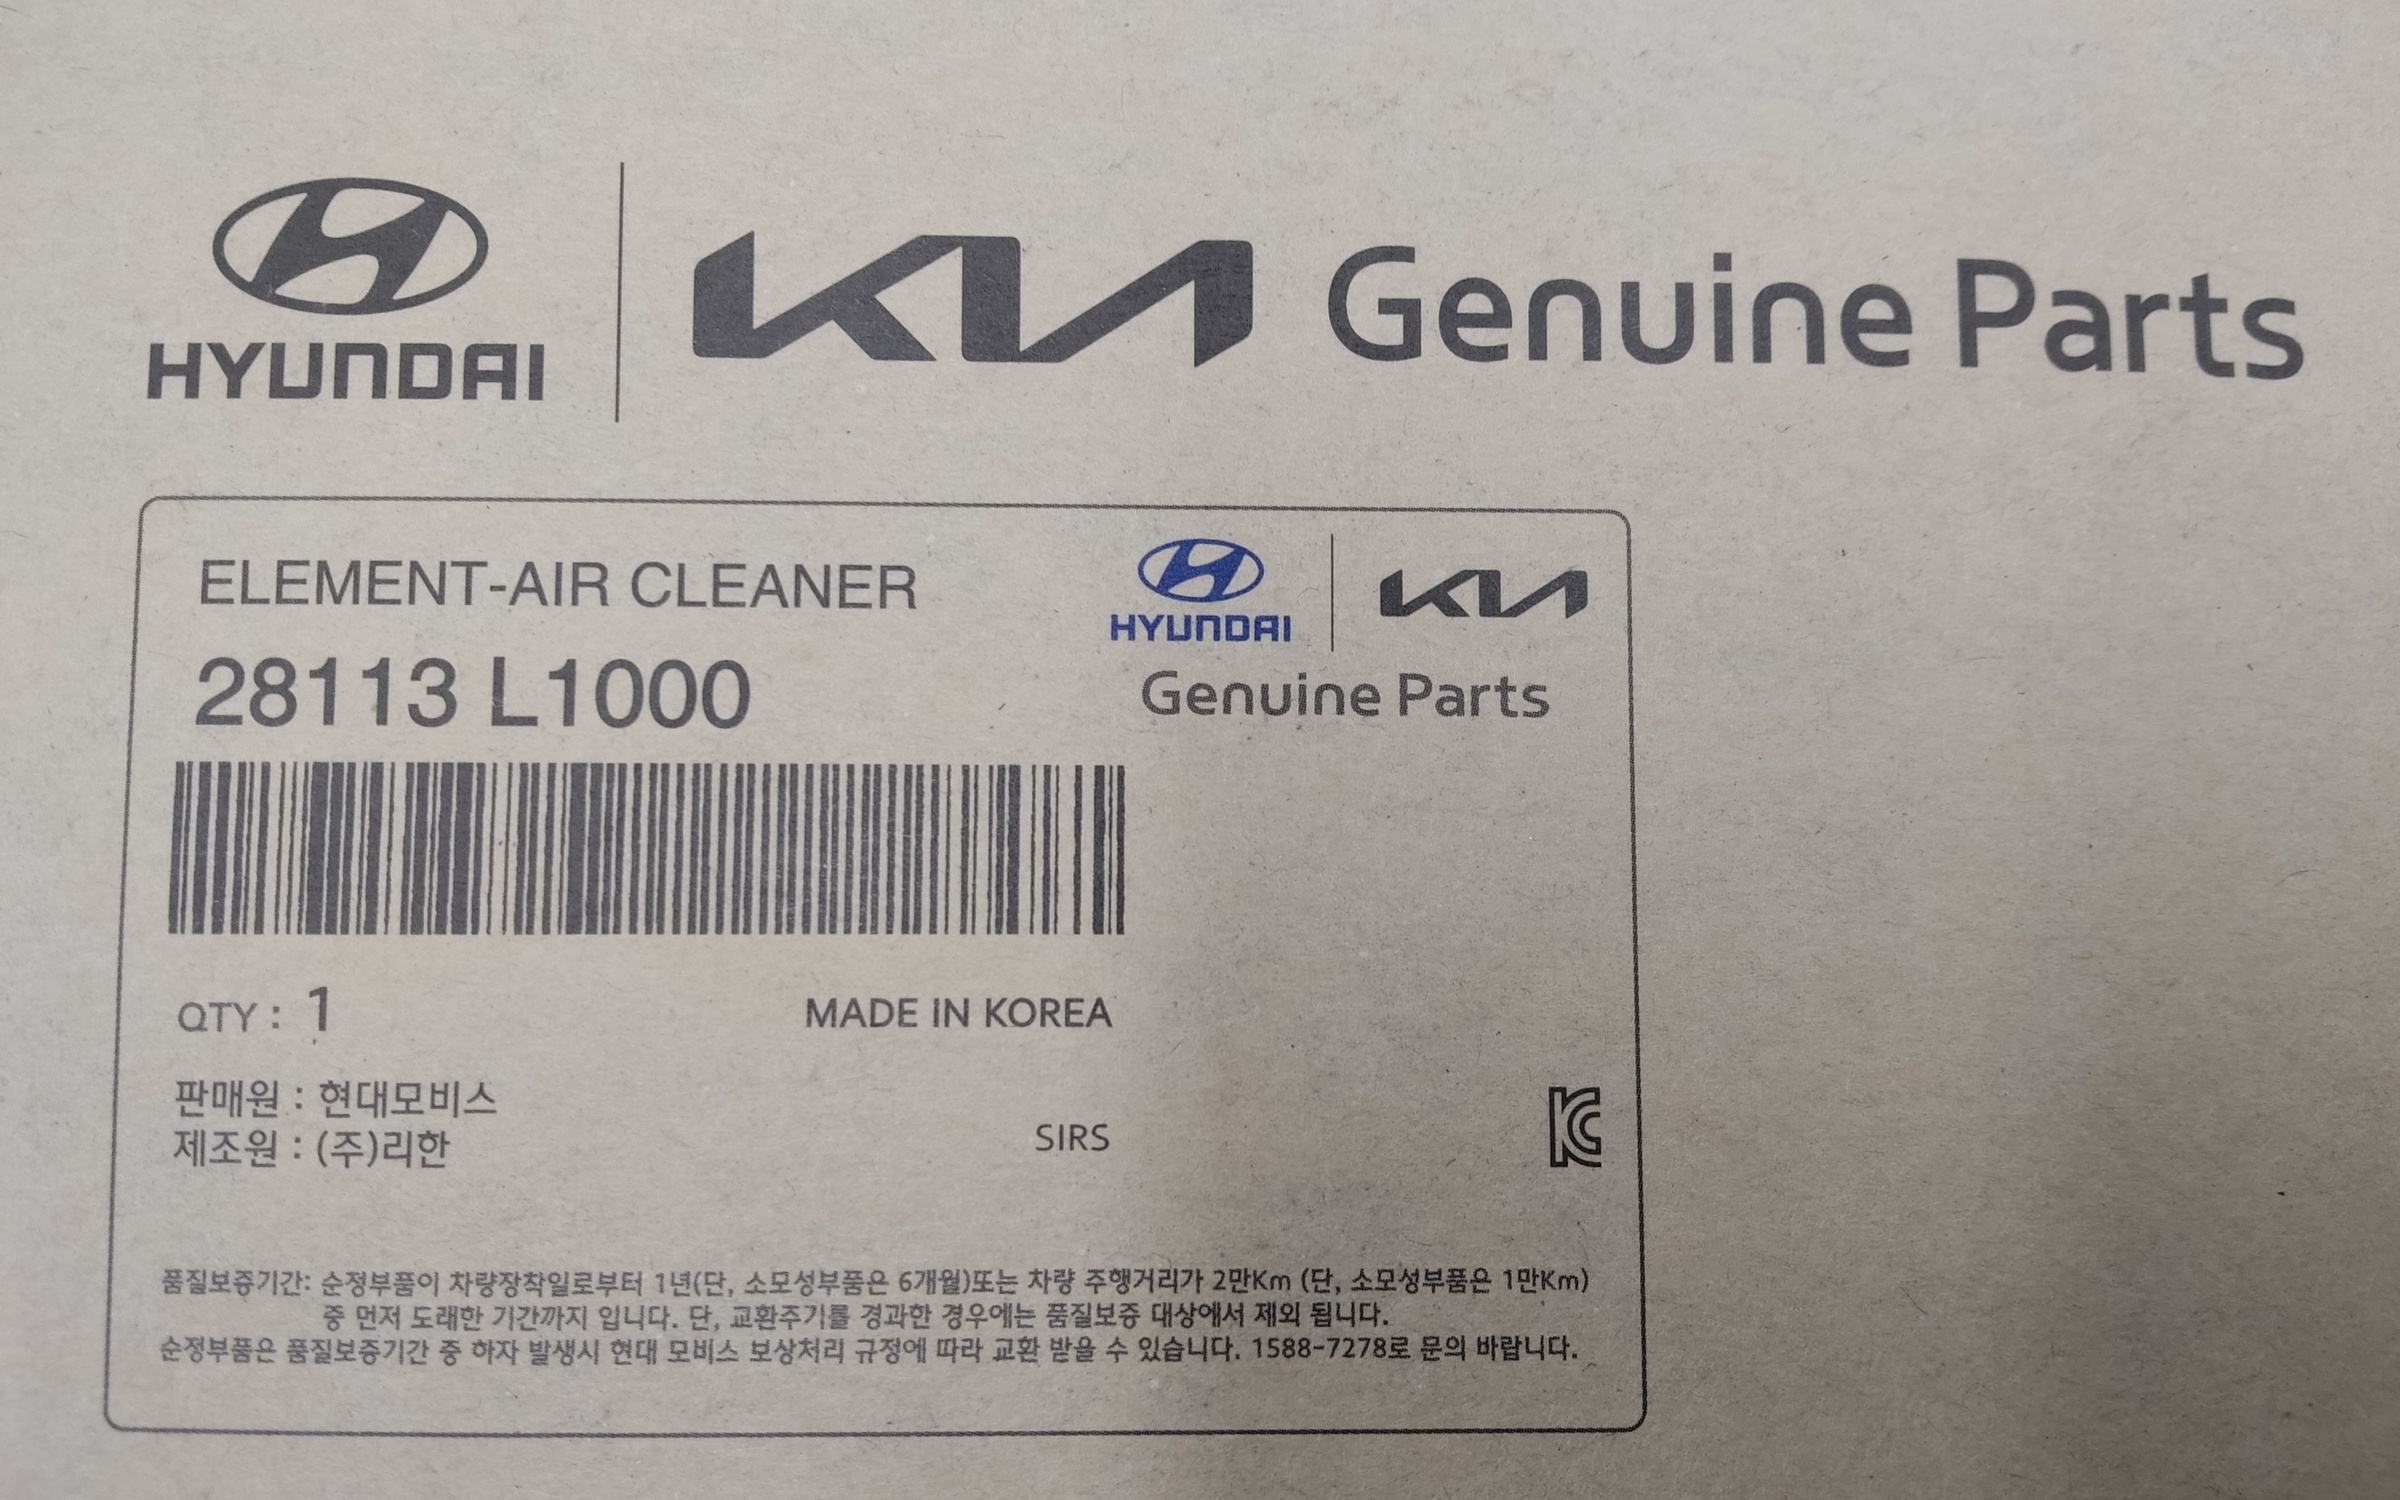 HYUNDAI KIA Genuine Parts
ELEMENT-AIR CLEANER
HYUNDAI KIA
28113 L1000
Genuine Parts
QTY : 1 MADE IN KOREA
판매원 : 현대모비스
제조원 : (주)리한
SIRS
품질보증기간: 순정부품이 차량장착일로부터 1년(단, 소모성부품은 6개월)또는 차량 주행거리가 2만Km (단, 소모성부품은 1만Km)
중 먼저 도래한 기간까지 입니다. 단, 교환주기를 경과한 경우에는 품질보증 대상에서 제외 됩니다.
순정부품은 품질보증기간 중 하자 발생시 현대 모비스 보상처리 규정에 따라 교환 받을 수 있습니다. 1588-7278로 문의 바랍니다.